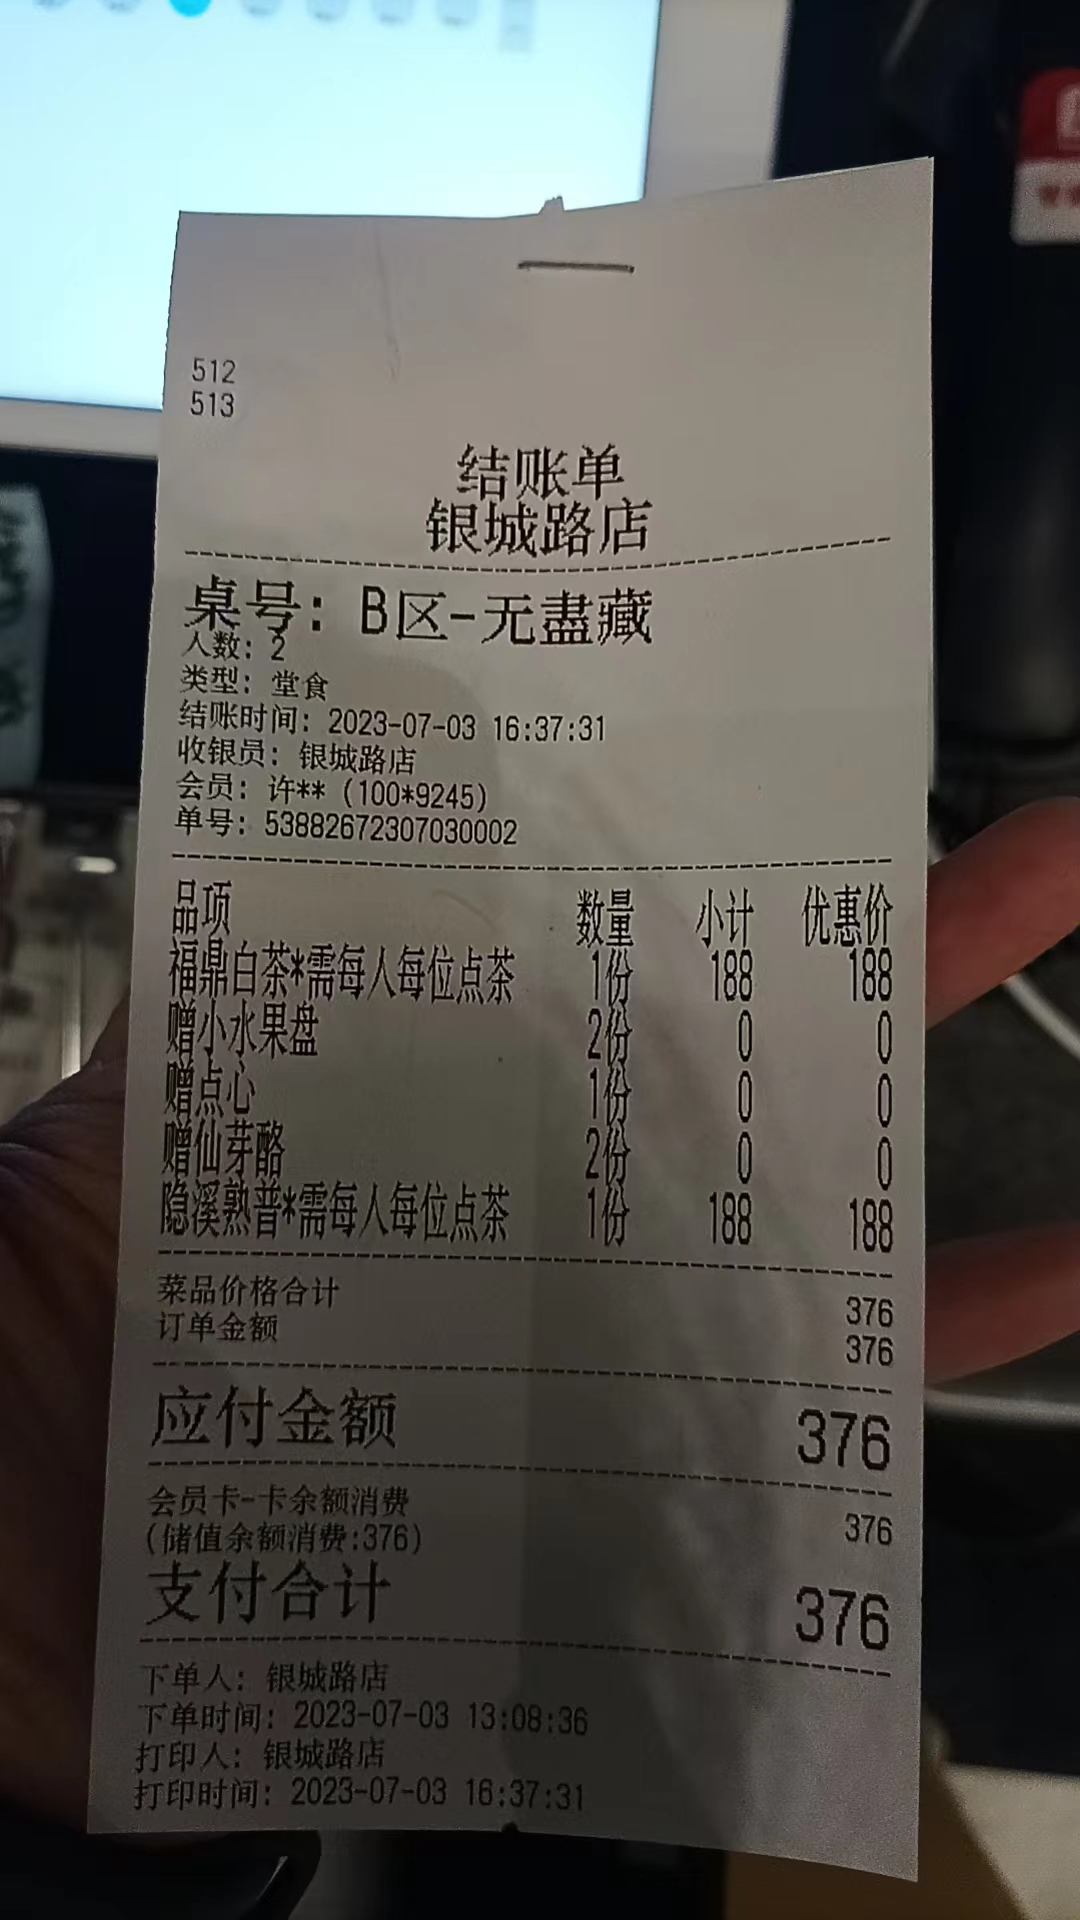 512
513
结账单
银城路店
桌号: B区-无盡藏
人数: 2
类型: 堂食
结账时间: 2023-07-03 16:37:31
收银员: 银城路店
会员: 许** (100*9245)
单号: 53882672307030002
品项 数量 小计 优惠价
福鼎白茶*需每人每位点茶 1份 188 188
赠小水果盘 2份 0 0
赠点心 1份 0 0
赠仙芽酪 2份 0 0
隐溪熟普*需每人每位点茶 1份 188 188
菜品价格合计 376
订单金额 376
应付金额 376
会员卡-卡余额消费 376
(储值余额消费:376)
支付合计 376
下单人: 银城路店
下单时间: 2023-07-03 13:08:36
打印人: 银城路店
打印时间: 2023-07-03 16:37:31